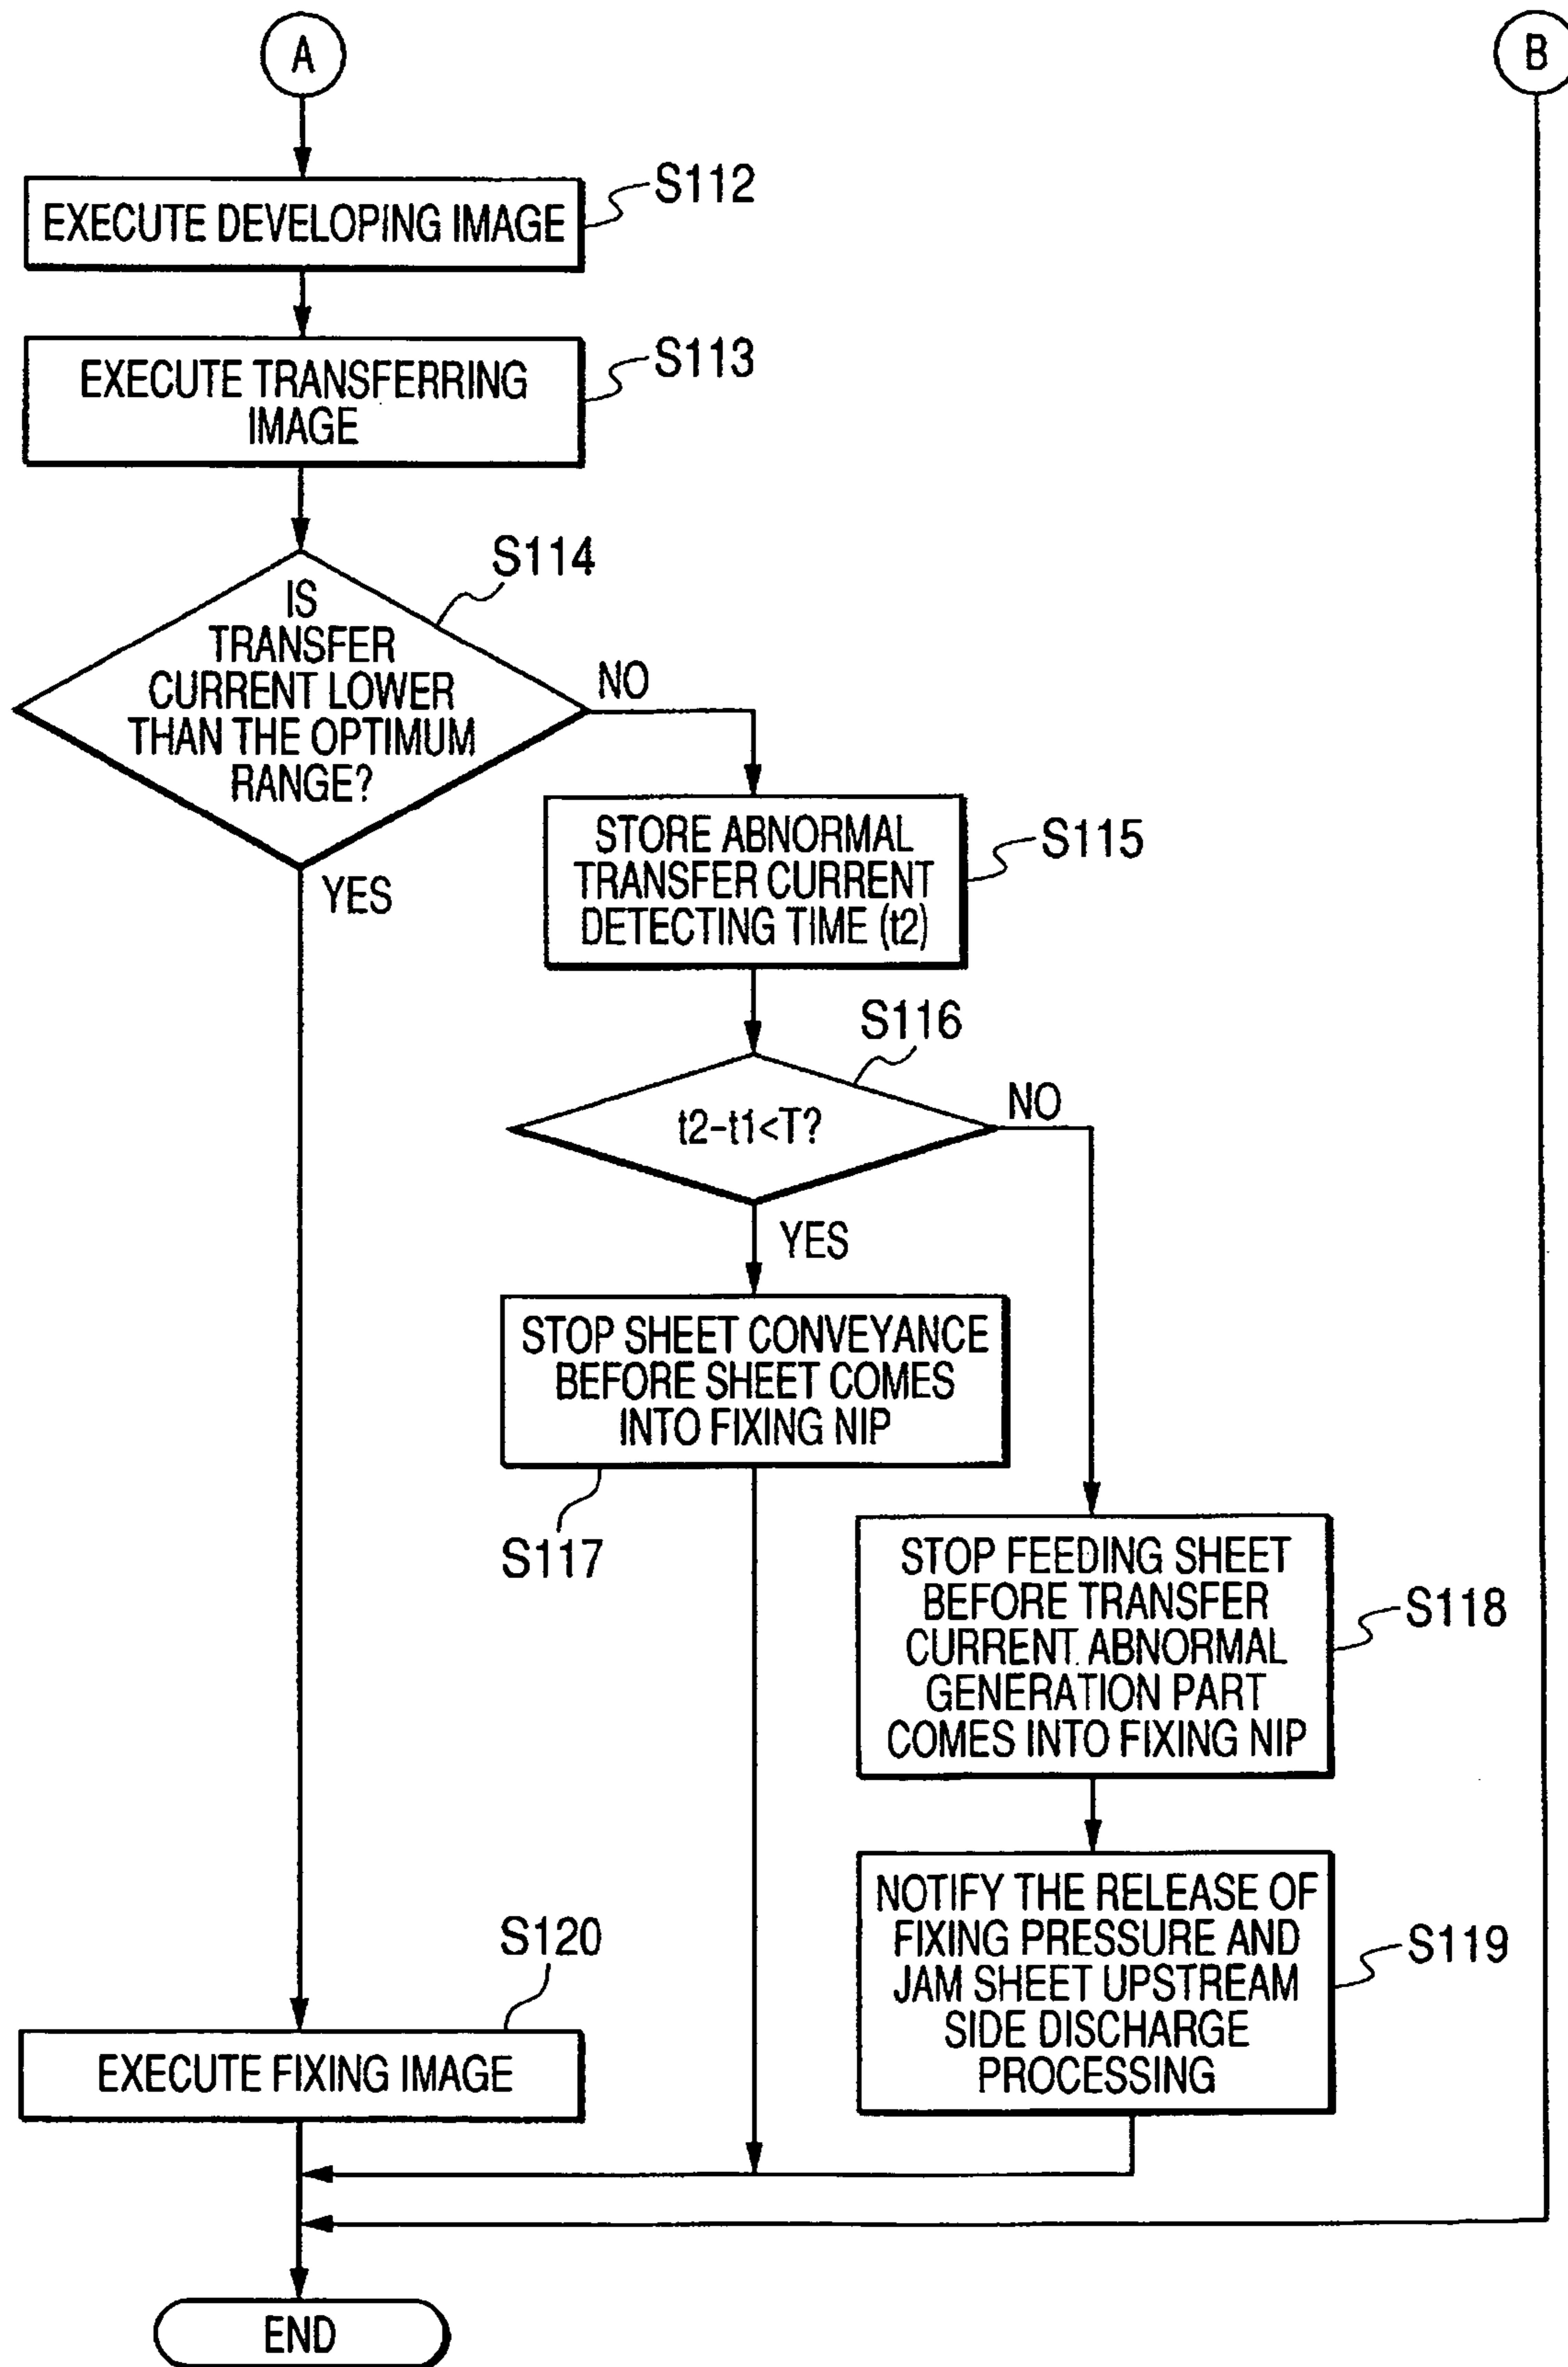 A
B
S112
EXECUTE DEVELOPING IMAGE
S113
EXECUTE TRANSFERRING
IMAGE
S114
IS
TRANSFER
CURRENT LOWER
THAN THE OPTIMUM
RANGE?
NO
YES
STORE ABNORMAL
TRANSFER CURRENT
DETECTING TIME (t2)
S115
S116
t2-t1<T?
NO
YES
STOP SHEET CONVEYANCE
BEFORE SHEET COMES
INTO FIXING NIP
S117
STOP FEEDING SHEET
BEFORE TRANSFER
CURRENT ABNORMAL
GENERATION PART
COMES INTO FIXING NIP
S118
NOTIFY THE RELEASE OF
FIXING PRESSURE AND
JAM SHEET UPSTREAM
SIDE DISCHARGE
PROCESSING
S119
S120
EXECUTE FIXING IMAGE
END